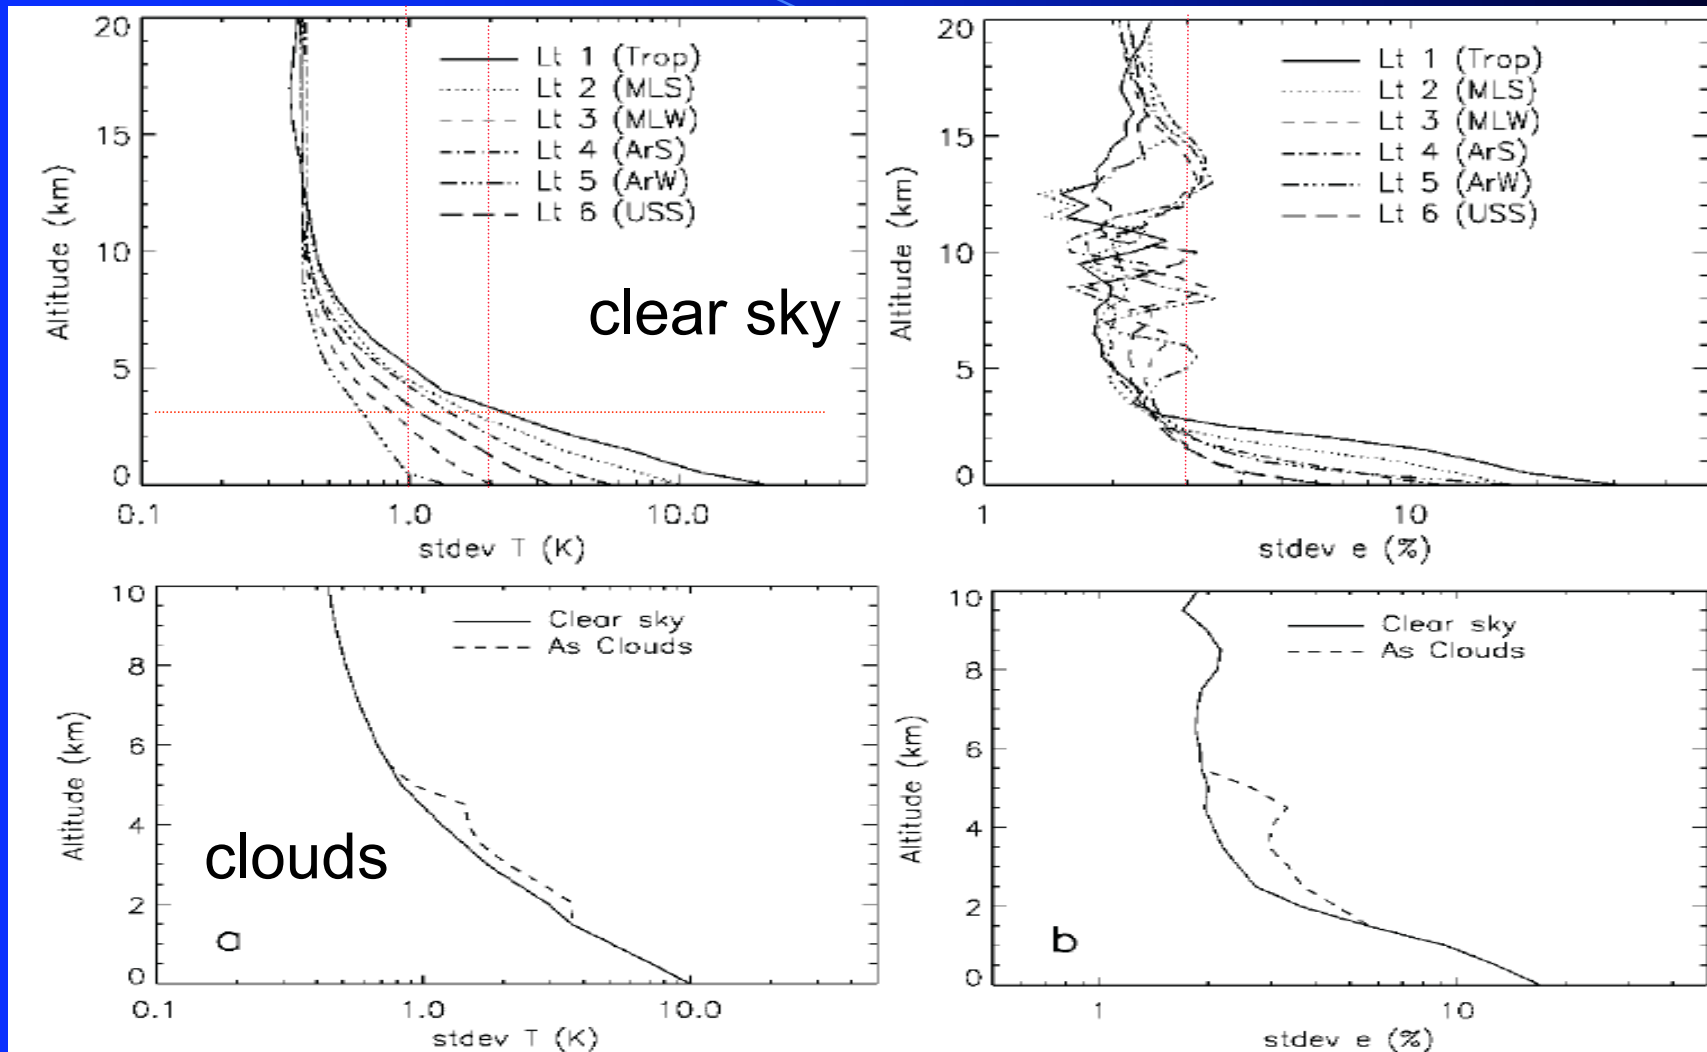 20
15
10
5
0
Altitude (km)
Lt 1 (Trop)
Lt 2 (MLS)
Lt 3 (MLW)
Lt 4 (ArS)
Lt 5 (ArW)
Lt 6 (USS)
clear sky
0.1
1.0
10.0
stdev T (K)
20
15
10
5
0
Altitude (km)
Lt 1 (Trop)
Lt 2 (MLS)
Lt 3 (MLW)
Lt 4 (ArS)
Lt 5 (ArW)
Lt 6 (USS)
1
10
stdev e (%)
10
8
6
4
2
0
Altitude (km)
Clear sky
As Clouds
clouds
a
0.1
1.0
10.0
stdev T (K)
10
8
6
4
2
0
Altitude (km)
Clear sky
As Clouds
b
1
10
stdev e (%)